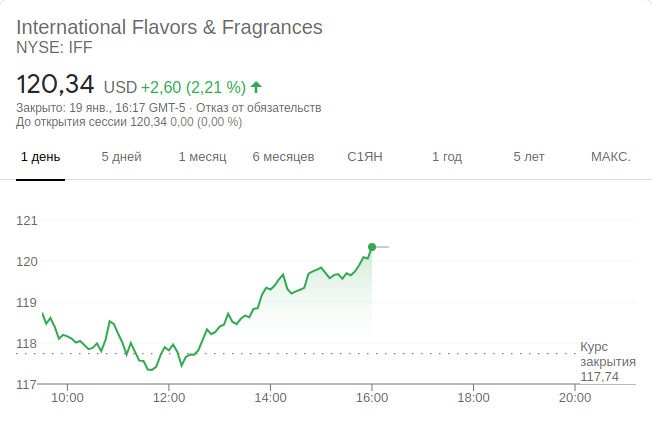 International Flavors & Fragrances
NYSE: IFF
120,34 USD +2,60 (2,21 %)
Закрыто: 19 янв., 16:17 GMT-5 · Отказ от обязательств
До открытия сессии 120,34 0,00 (0,00 %)
1 день 5 дней 1 месяц 6 месяцев С1ЯН 1 год 5 лет МАКС.
121
120
119
118
117
Курс
закрытия
117,74
10:00 12:00 14:00 16:00 18:00 20:00